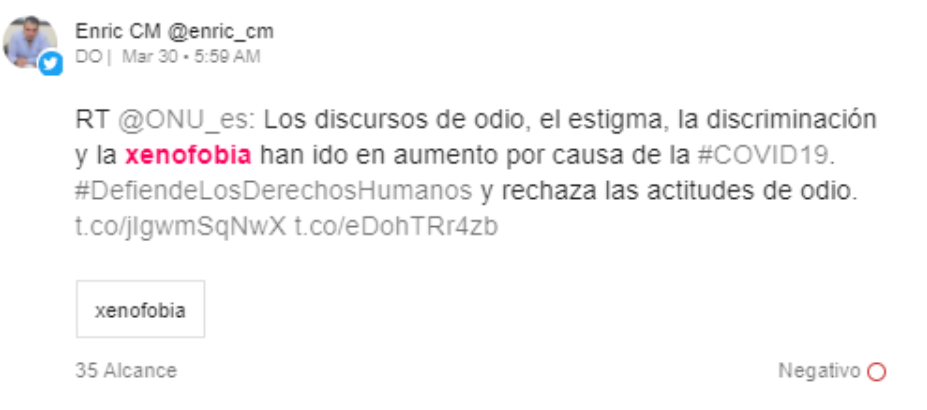 Enric CM @enric_cm
DO | Mar 30 • 5:59 AM
RT @ONU_es: Los discursos de odio, el estigma, la discriminación
y la xenofobia han ido en aumento por causa de la #COVID19.
#DefiendeLosDerechosHumanos y rechaza las actitudes de odio.
t.co/jIgwmSqNwX t.co/eDohTRr4zb
xenofobia
35 Alcance
Negativo